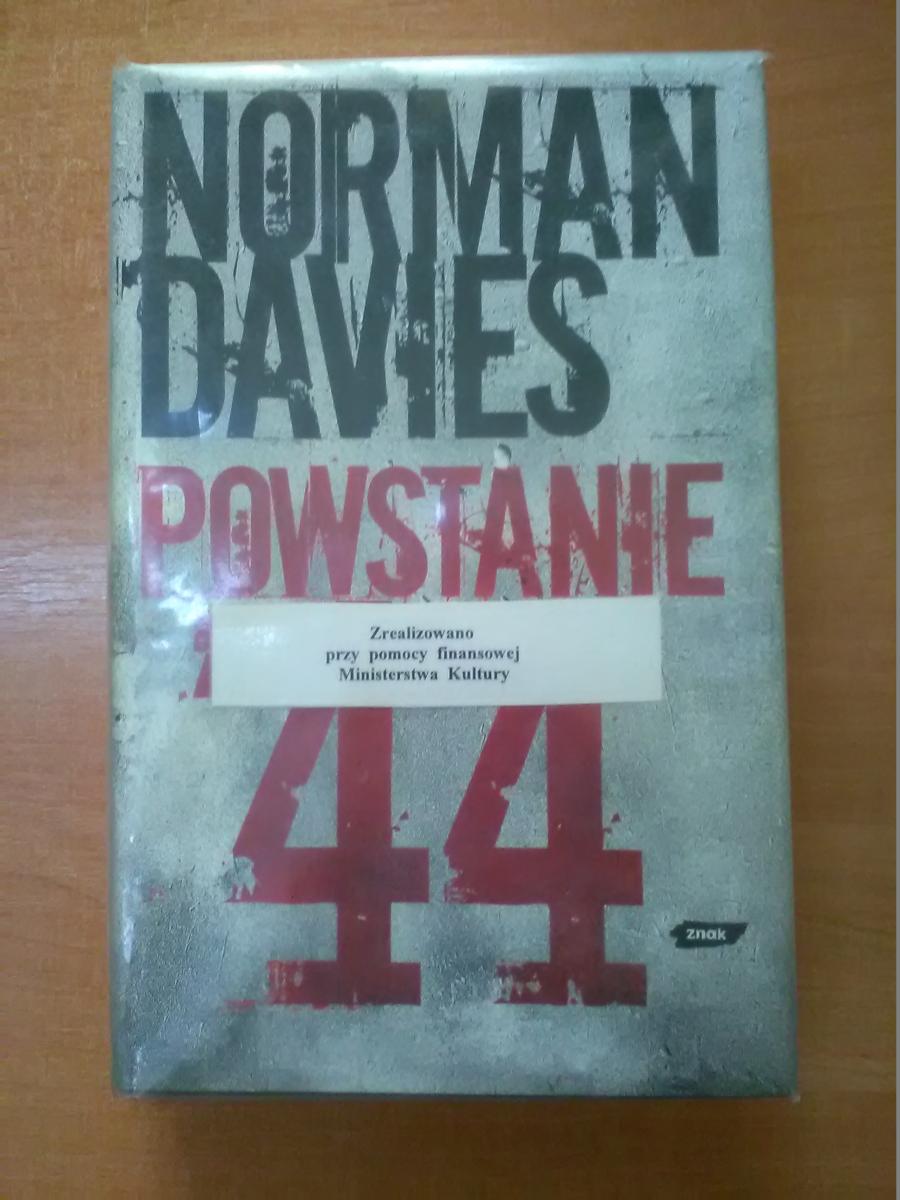 NORMAN
DAVIES
POWSTANIE
Zrealizowano
przy pomocy finansowej
Ministerstwa Kultury
44
znak